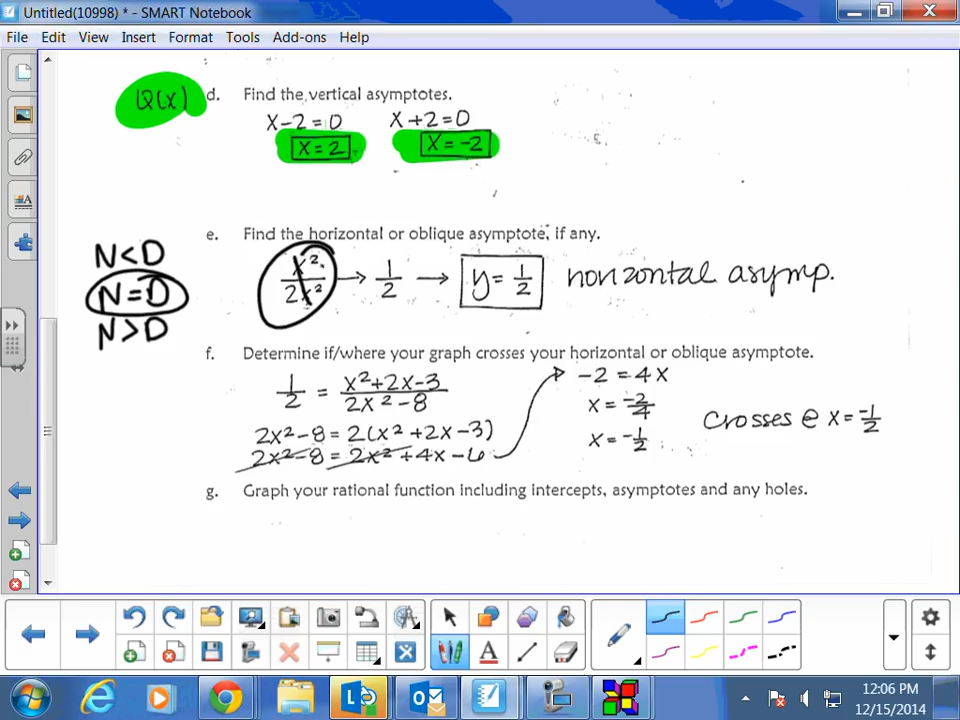 Untitled(10998) * - SMART Notebook
File Edit View Insert Format Tools Add-ons Help
Q(x) d. Find the vertical asymptotes.
x-2=0 x+2=0
x=2 x=-2
e. Find the horizontal or oblique asymptote, if any.
N<D
N=D
N>D
x²/2x² → 1/2 → y=1/2 horizontal asymp.
f. Determine if/where your graph crosses your horizontal or oblique asymptote.
1/2 = x²+2x-3/2x²-8
2x²-8=2(x²+2x-3)
2x²-8=2x²+4x-6
-2=4x
x=-2/4
x=-1/2
crosses @ x=-1/2
g. Graph your rational function including intercepts, asymptotes and any holes.
12:06 PM
12/15/2014